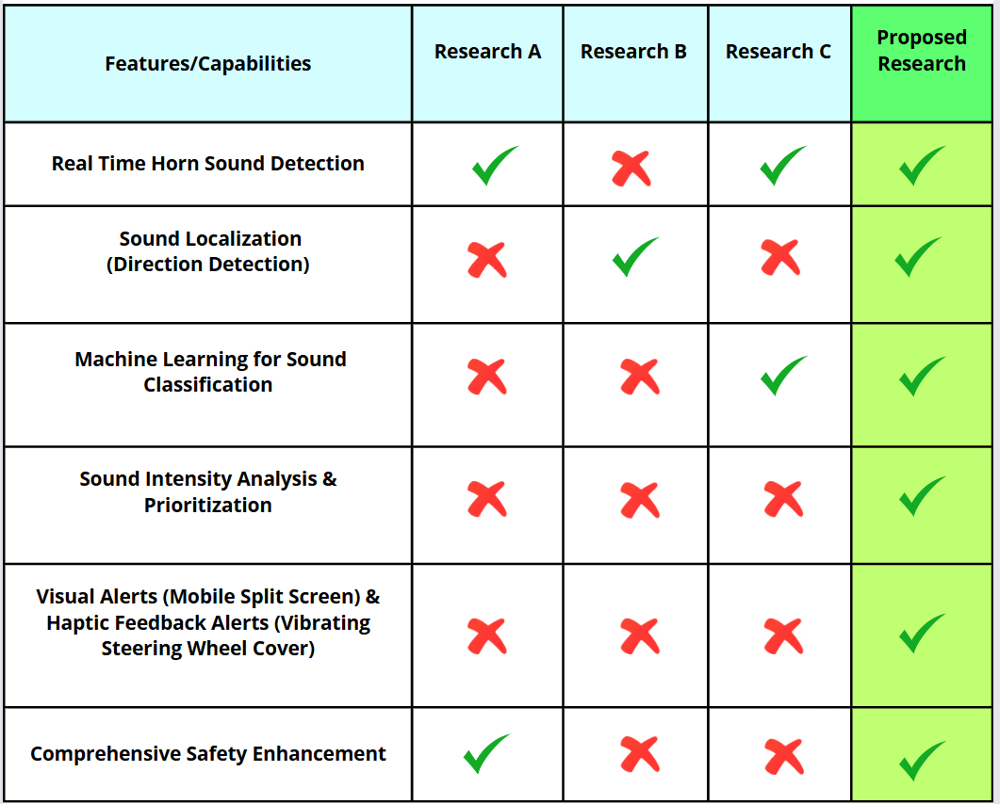 Features/Capabilities
Research A
Research B
Research C
Proposed
Research
Real Time Horn Sound Detection
Sound Localization
(Direction Detection)
Machine Learning for Sound
Classification
Sound Intensity Analysis &
Prioritization
Visual Alerts (Mobile Split Screen) &
Haptic Feedback Alerts (Vibrating
Steering Wheel Cover)
Comprehensive Safety Enhancement